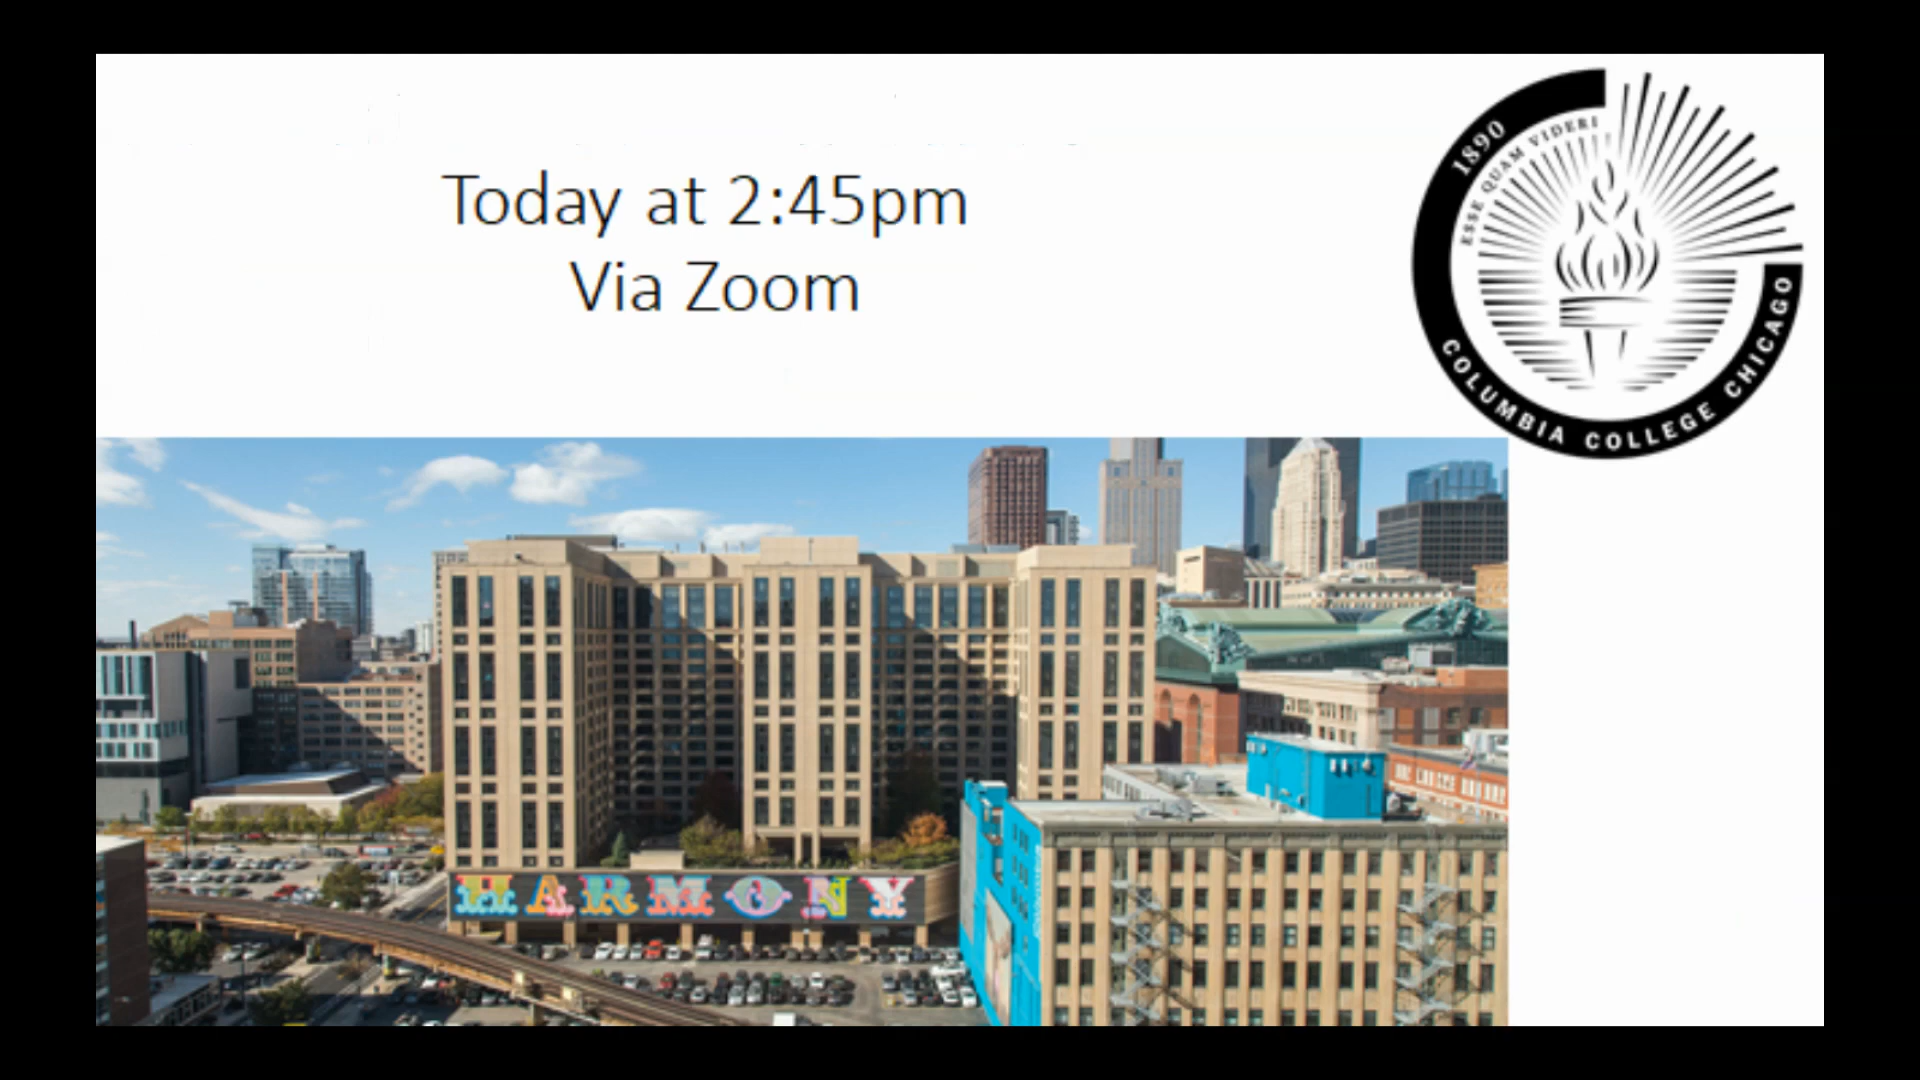 Today at 2:45pm
Via Zoom
1890
ESSE QUAM VIDERI
COLUMBIA COLLEGE CHICAGO
HARMONY